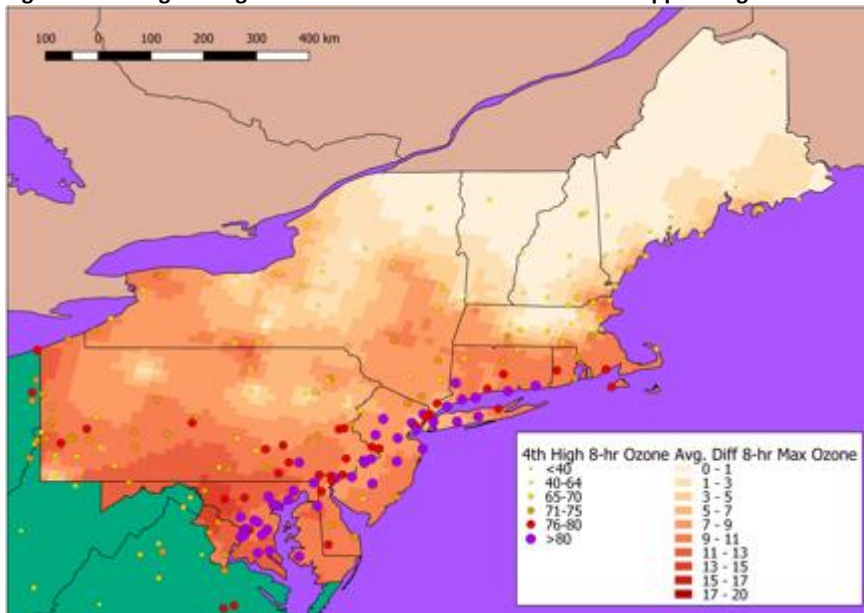 100 0 100 200 300 400 km
4th High 8-hr Ozone Avg. Diff 8-hr Max Ozone
<40 0 - 1
40-64 1 - 3
65-70 3 - 5
71-75 5 - 7
76-80 7 - 9
>80 9 - 11
11 - 13
13 - 15
15 - 17
17 - 20